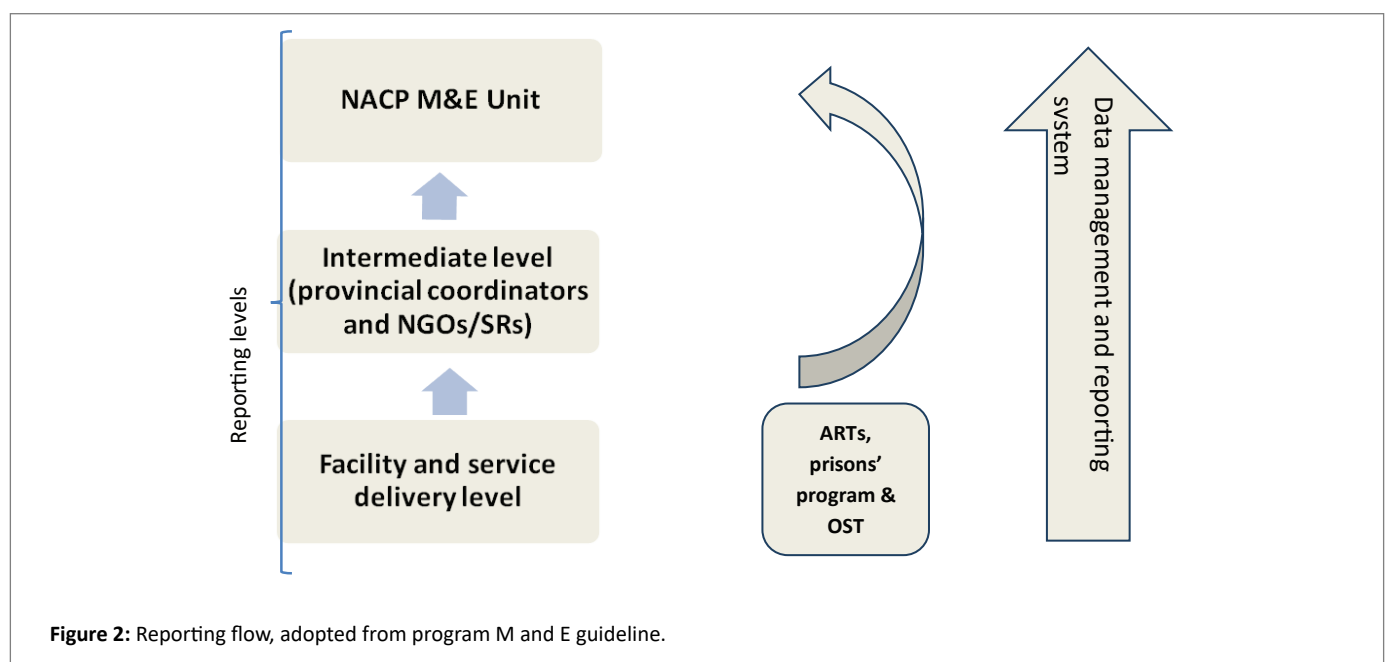 NACP M&E Unit
Intermediate level
(provincial coordinators
and NGOs/SRs)
Facility and service
delivery level
Reporting levels
ARTs,
prisons’
program &
OST
Data management and reporting
system
Figure 2: Reporting flow, adopted from program M and E guideline.